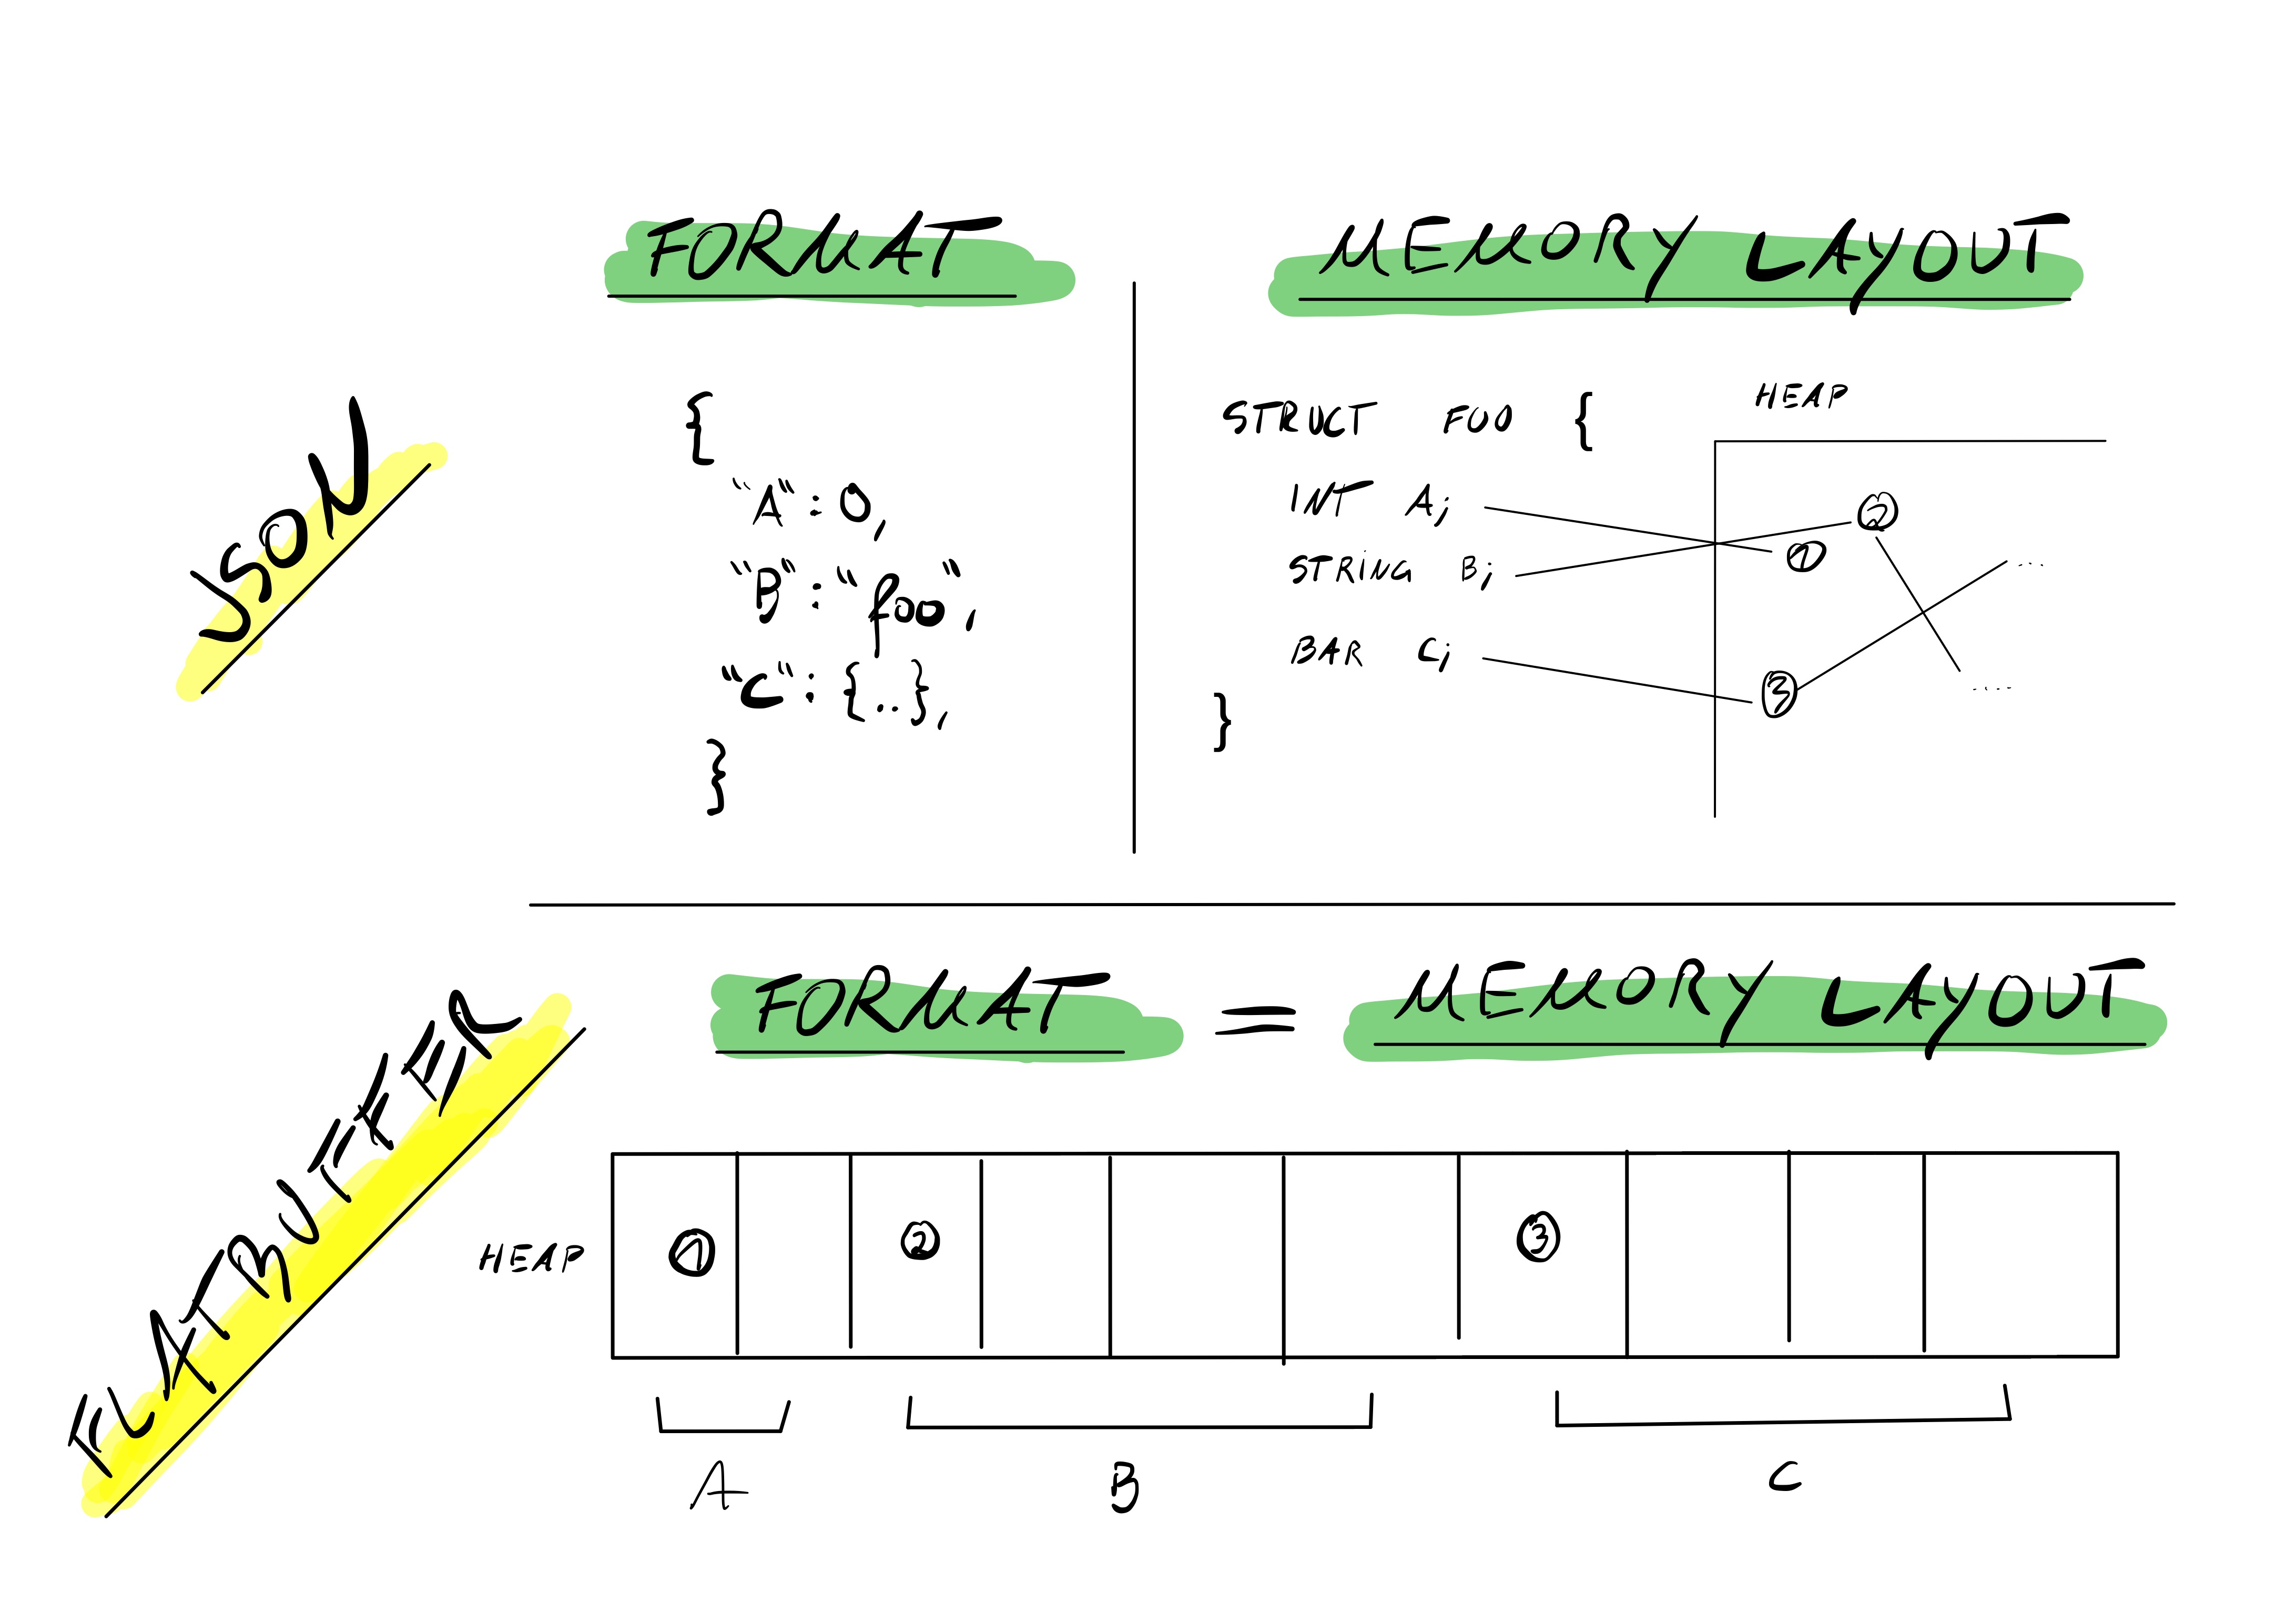 FORMAT
MEMORY LAYOUT
JSON
{
"A": 0,
"B": "foo",
"C": {..},
}
STRUCT FOO {
INT A;
STRING B;
BAR C;
}
HEAP
2
1
...
3
....
FLATBUFFER
FORMAT = MEMORY LAYOUT
HEAP
1 2 3
A B C